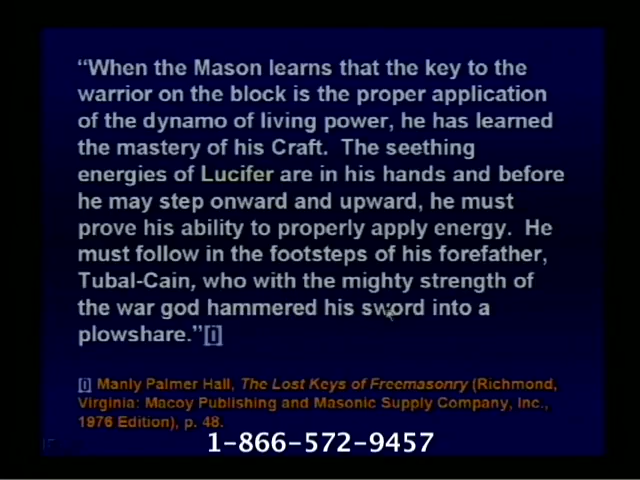 “When the Mason learns that the key to the
warrior on the block is the proper application
of the dynamo of living power, he has learned
the mastery of his Craft.  The seething
energies of Lucifer are in his hands and before
he may step onward and upward, he must
prove his ability to properly apply energy.  He
must follow in the footsteps of his forefather,
Tubal-Cain, who with the mighty strength of
the war god hammered his sword into a
plowshare.”[i]
[i] Manly Palmer Hall, The Lost Keys of Freemasonry (Richmond,
Virginia: Macoy Publishing and Masonic Supply Company, Inc.,
1976 Edition), p. 48.
1-866-572-9457